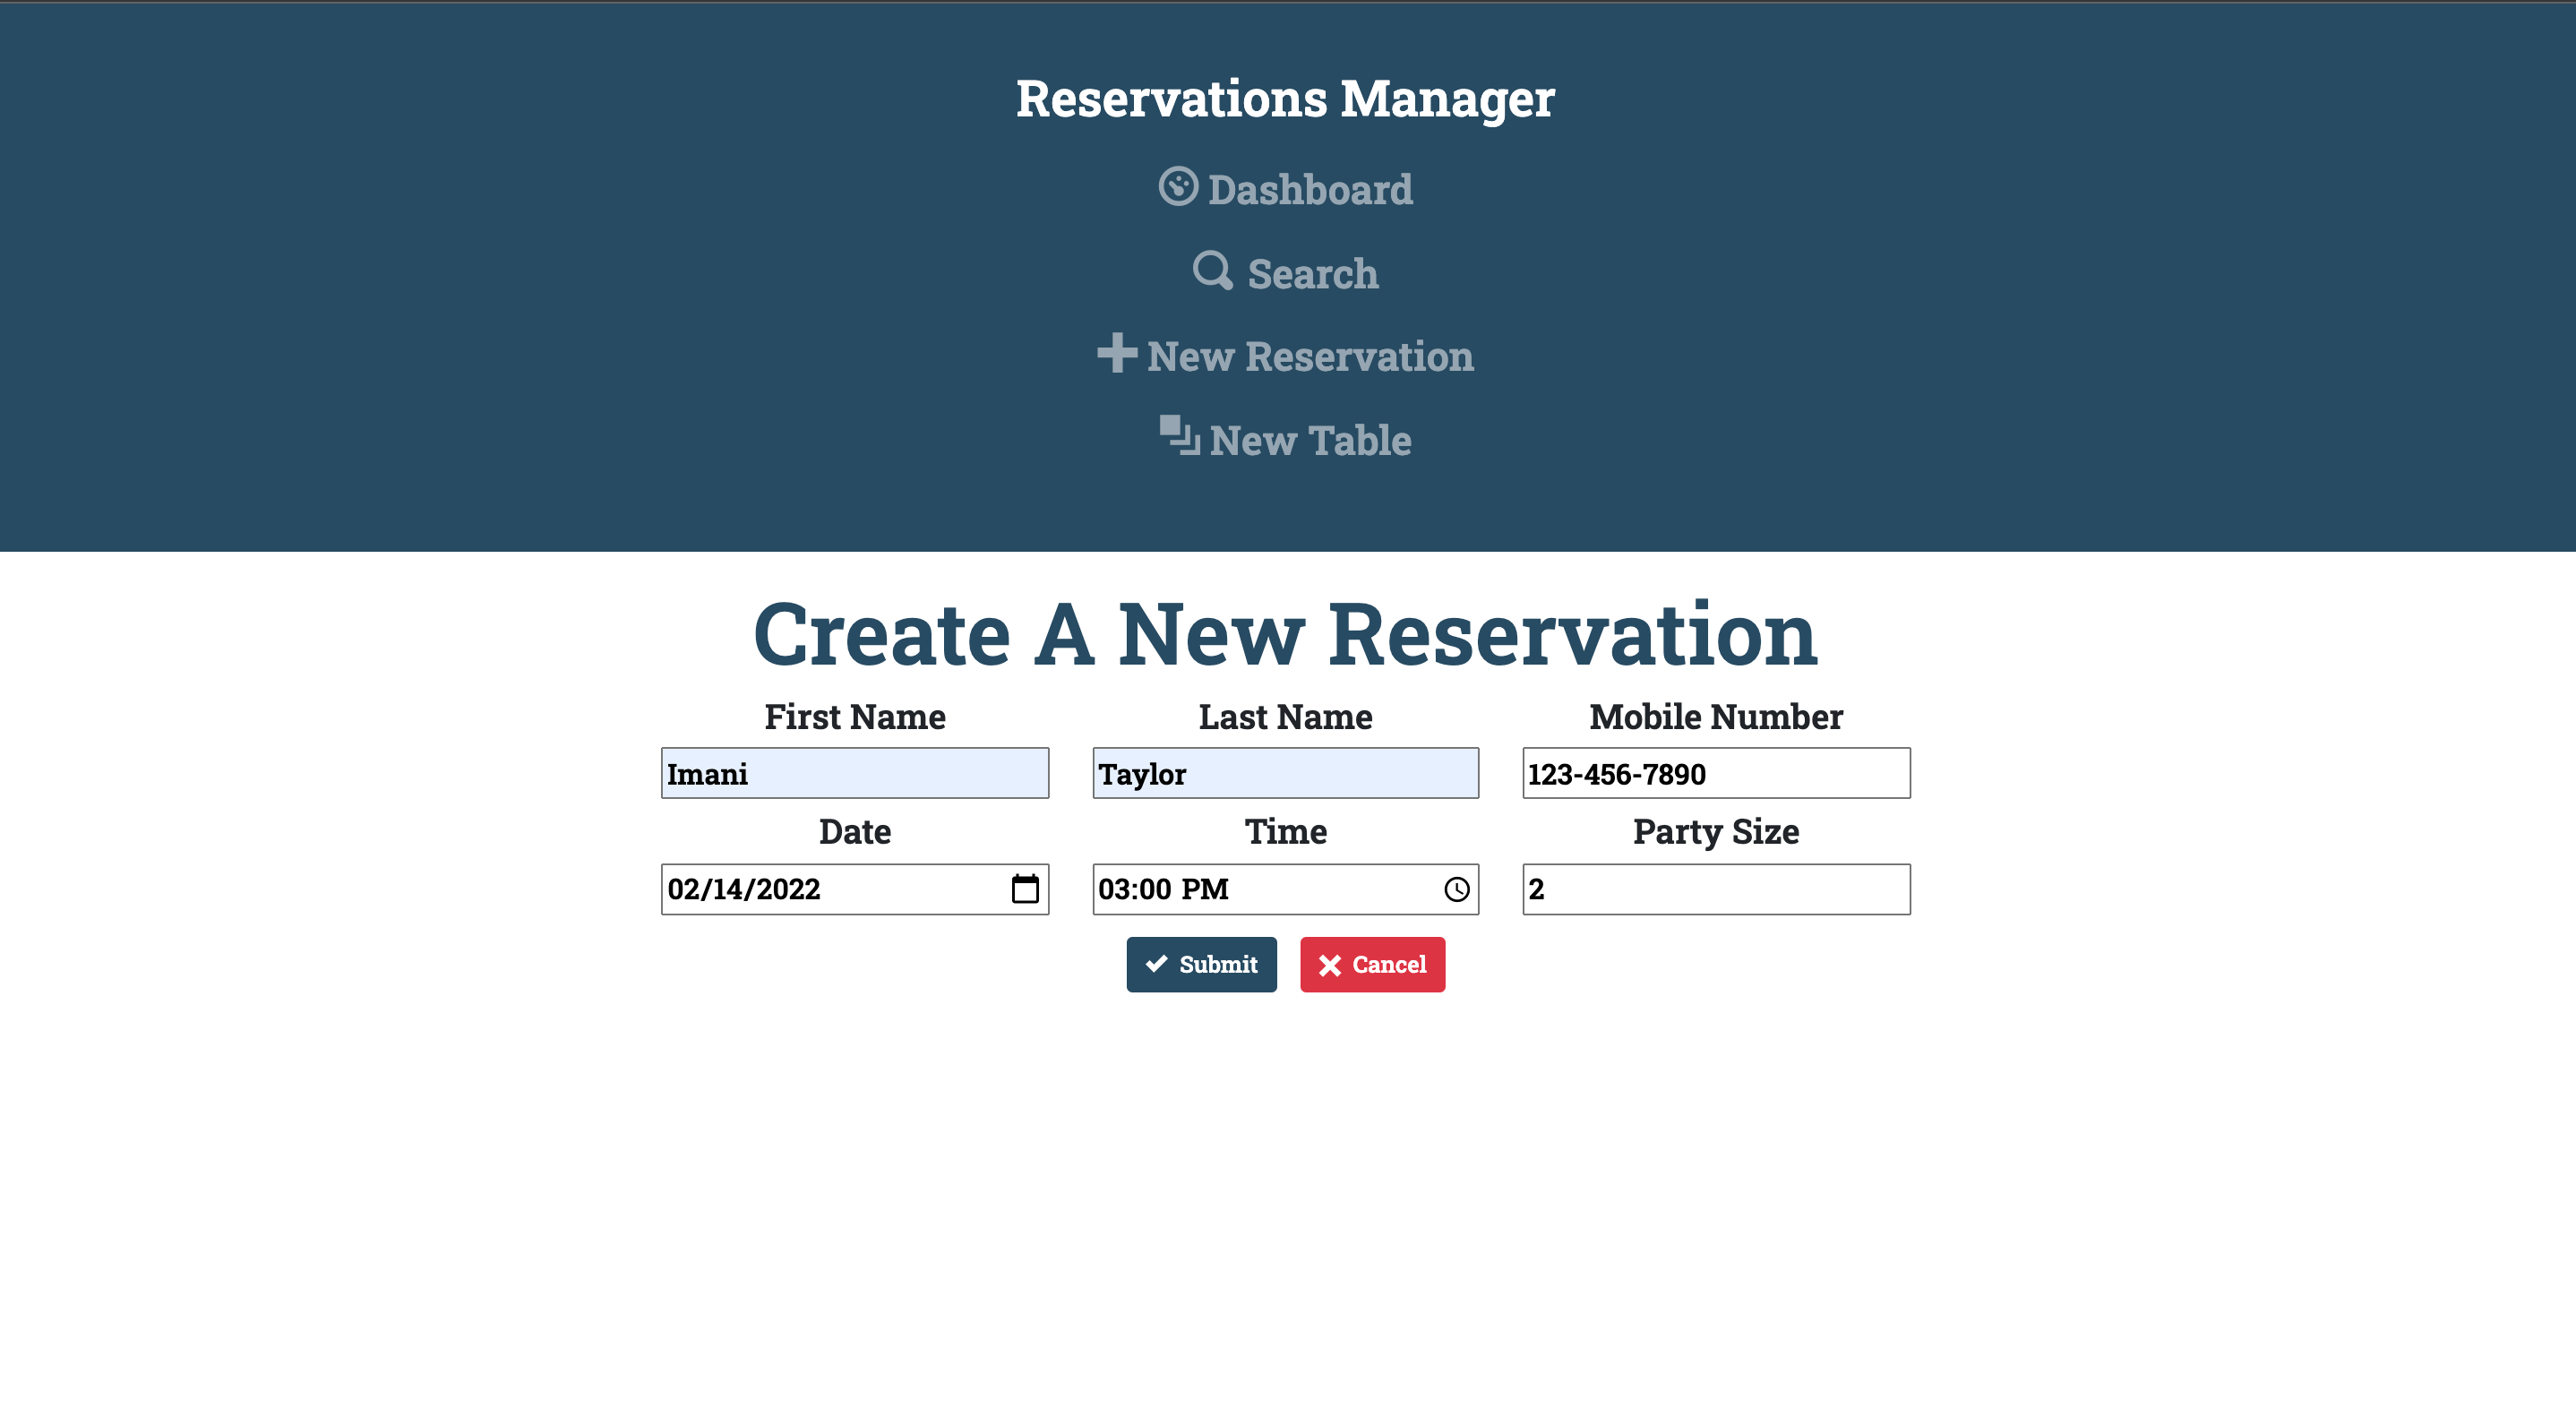 Reservations Manager
Dashboard
Search
New Reservation
New Table
Create A New Reservation
First Name Last Name Mobile Number
Imani Taylor 123-456-7890
Date Time Party Size
02/14/2022 03:00 PM 2
Submit Cancel